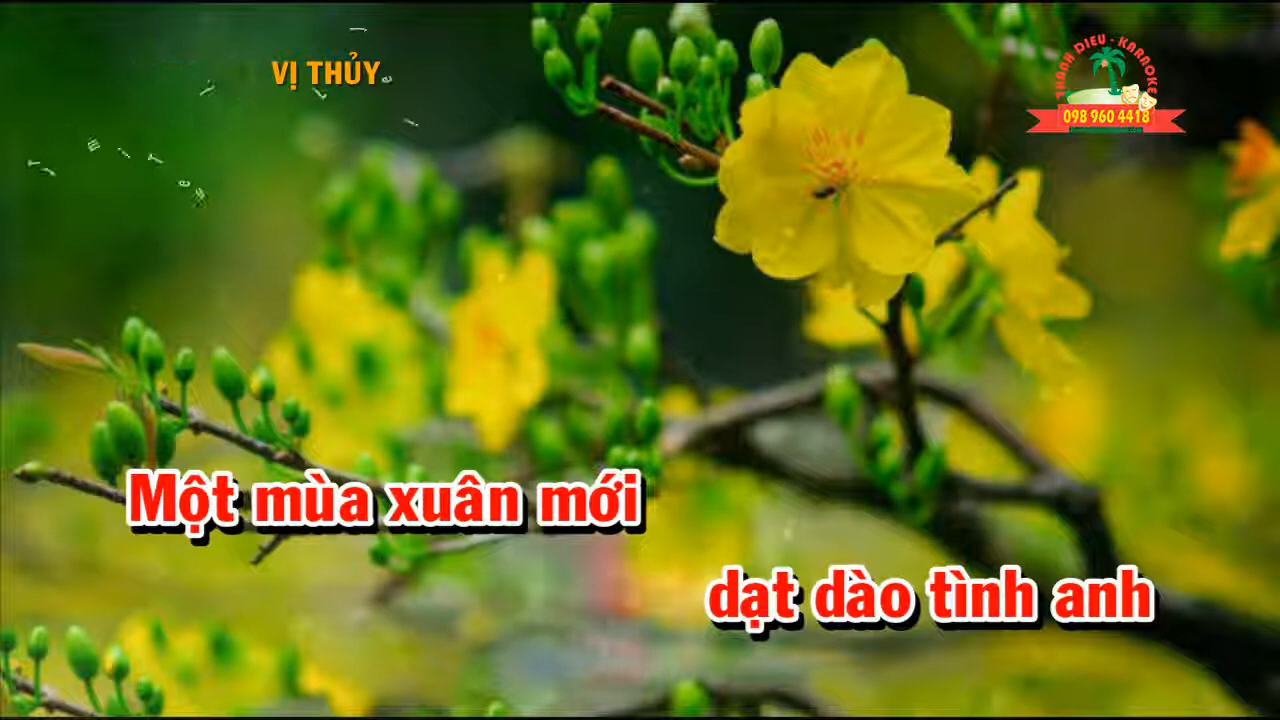 VỊ THỦY
THANH DIEU - KARAOKE
098 960 4418
Một mùa xuân mới
dạt dào tình anh